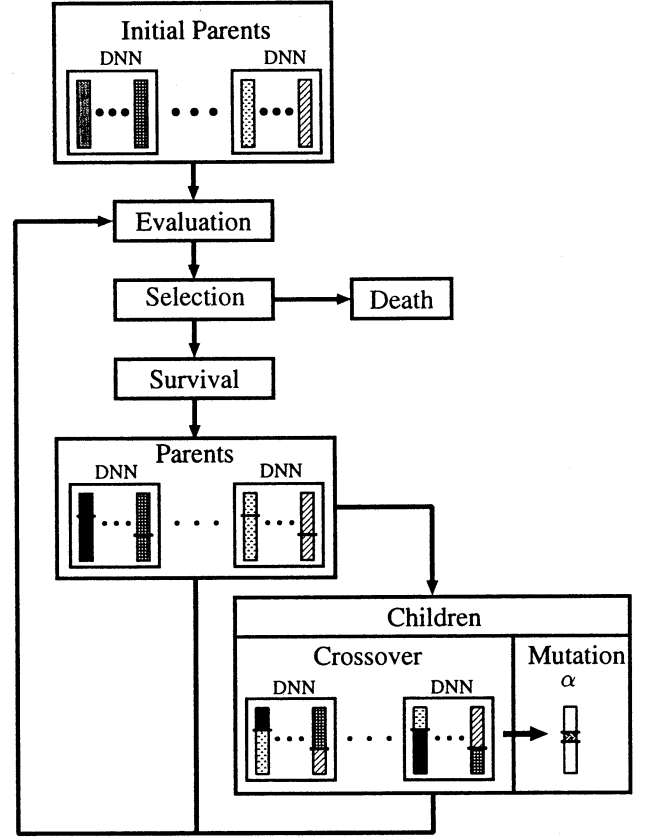 Initial Parents
DNN DNN
Evaluation
Selection
Death
Survival
Parents
DNN DNN
Children
Crossover
Mutation
α
DNN DNN